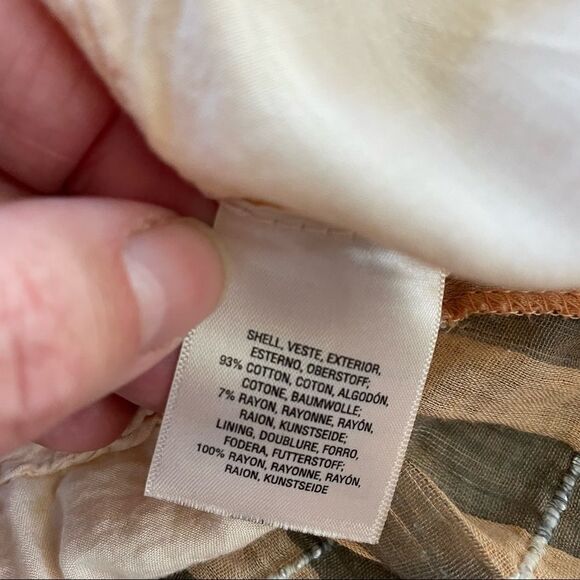 SHELL, VESTE, EXTERIOR,
ESTERNO, OBERSTOFF;
93% COTTON, COTON, ALGODÓN,
COTONE, BAUMWOLLE;
7% RAYON, RAYONNE, RAYÓN,
RAION, KUNSTSEIDE;
LINING, DOUBLURE, FORRO,
FODERA, FUTTERSTOFF;
100% RAYON, RAYONNE, RAYÓN,
RAION, KUNSTSEIDE